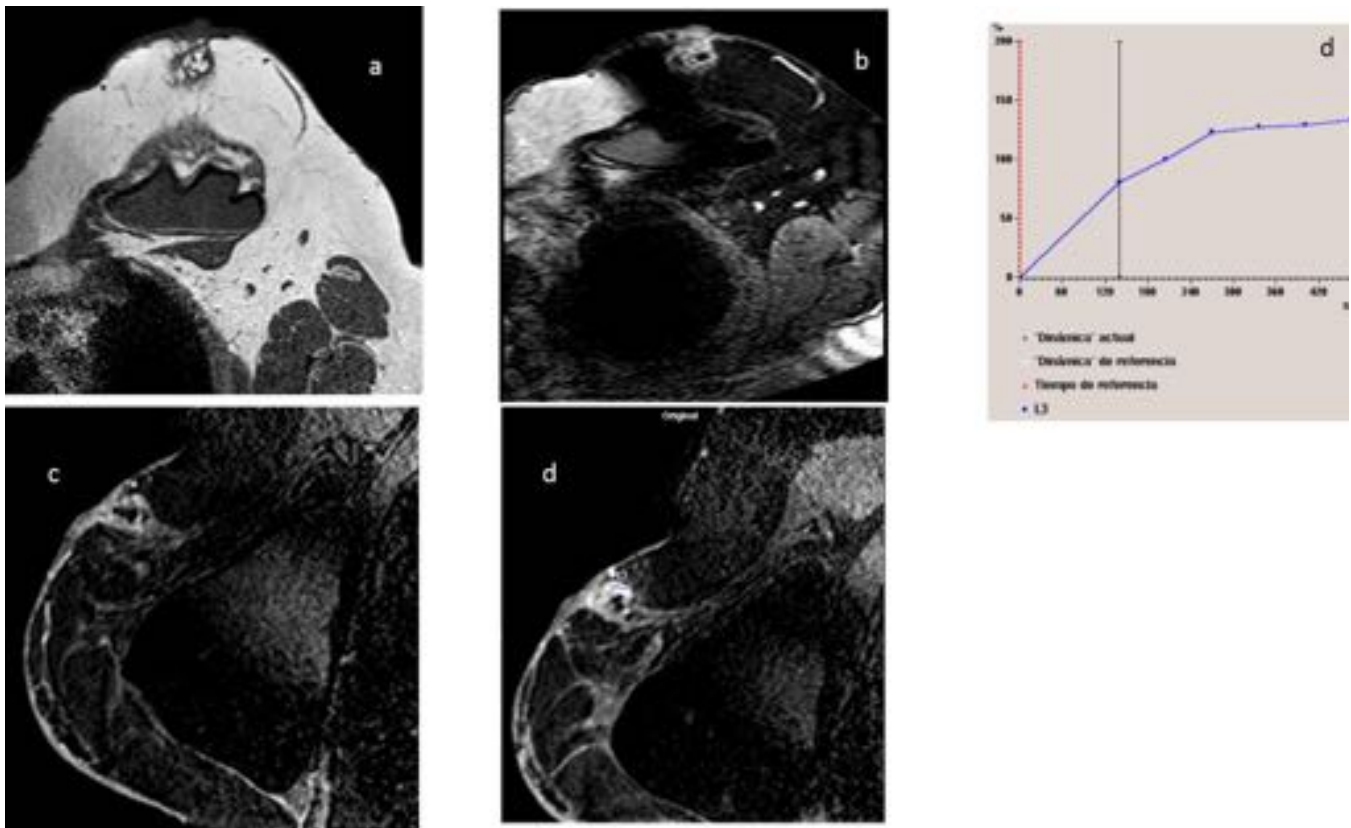 a
b
d
%
200
150
100
50
0
0 60 120 180 240 300 360 420
'Dinámica' actual
'Dinámica' de referencia
Tiempo de referencia
L3
c
Original
d